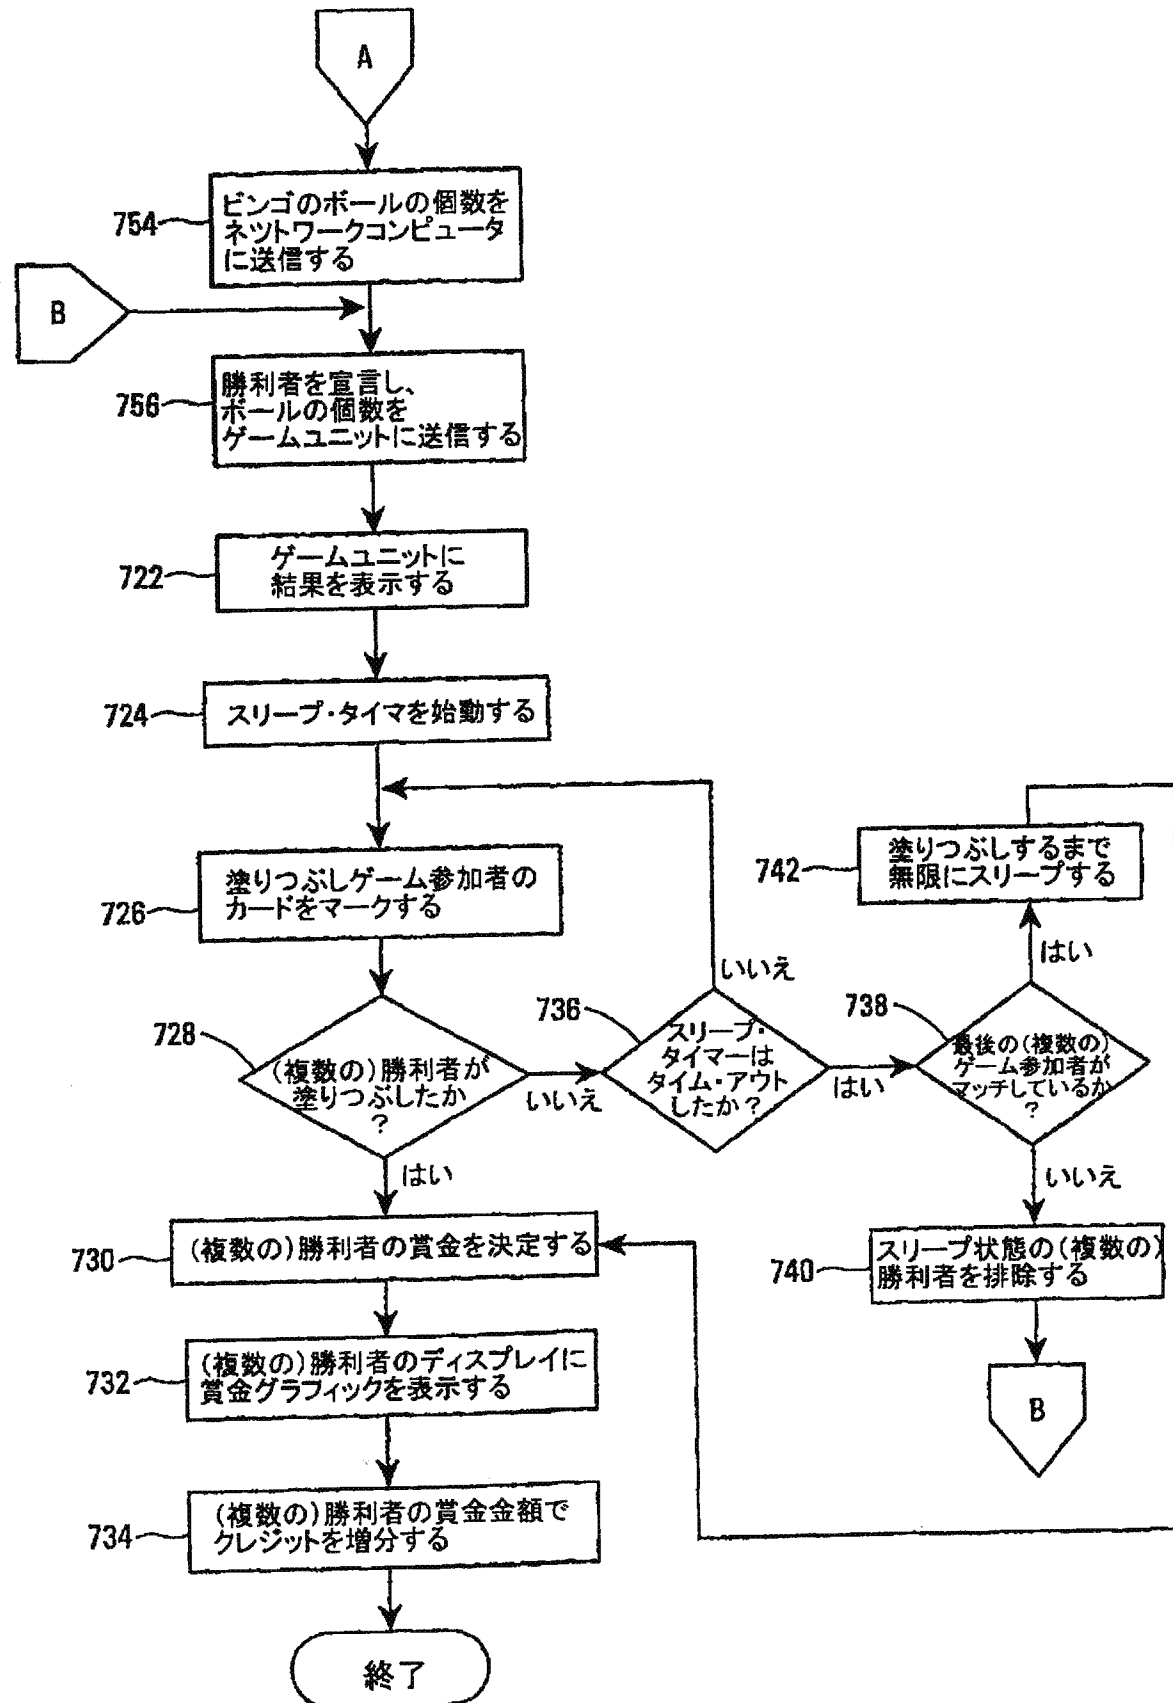 A
754
ビンゴのボールの個数を
ネットワークコンピュータ
に送信する
B
756
勝利者を宣言し、
ボールの個数を
ゲームユニットに送信する
722
ゲームユニットに
結果を表示する
724
スリープ・タイマを始動する
726
塗りつぶしゲーム参加者の
カードをマークする
728
(複数の)勝利者が
塗りつぶしたか
?
いいえ
はい
736
スリープ・
タイマーは
タイム・アウト
したか?
いいえ
はい
738
最後の(複数の)
ゲーム参加者が
マッチしているか
?
はい
いいえ
742
塗りつぶしするまで
無限にスリープする
740
スリープ状態の(複数の)
勝利者を排除する
B
730
(複数の)勝利者の賞金を決定する
732
(複数の)勝利者のディスプレイに
賞金グラフィックを表示する
734
(複数の)勝利者の賞金金額で
クレジットを増分する
終了